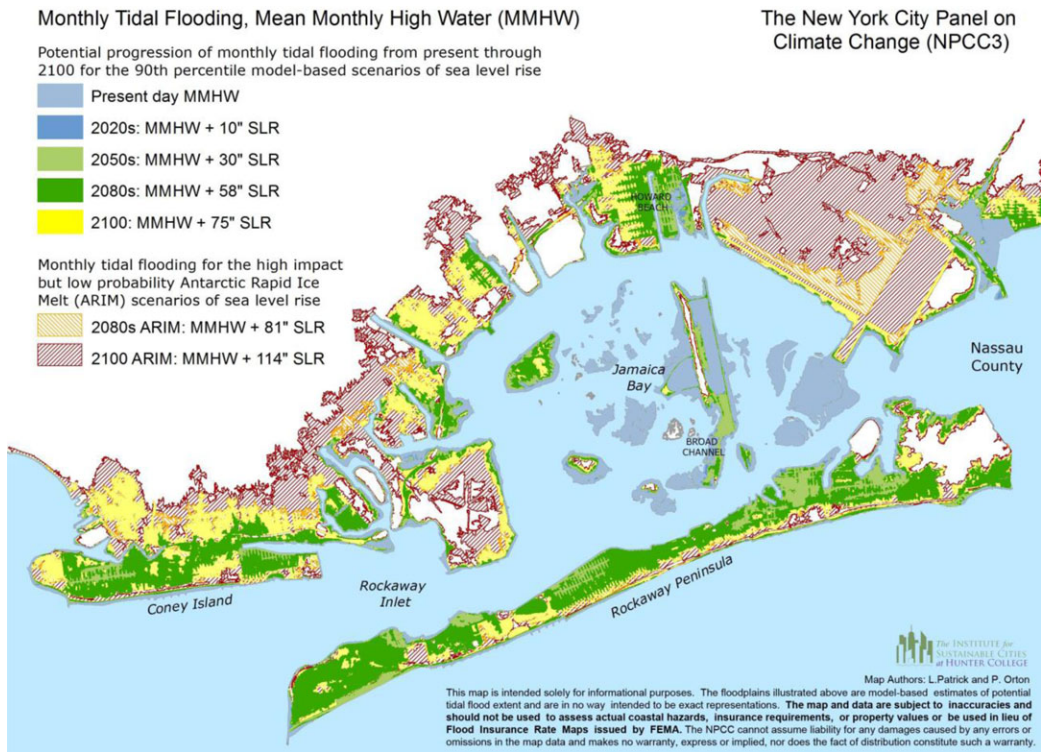 Monthly Tidal Flooding, Mean Monthly High Water (MMHW)
The New York City Panel on
Climate Change (NPCC3)
Potential progression of monthly tidal flooding from present through
2100 for the 90th percentile model-based scenarios of sea level rise
Present day MMHW
2020s: MMHW + 10" SLR
2050s: MMHW + 30" SLR
2080s: MMHW + 58" SLR
2100: MMHW + 75" SLR
Monthly tidal flooding for the high impact
but low probability Antarctic Rapid Ice
Melt (ARIM) scenarios of sea level rise
2080s ARIM: MMHW + 81" SLR
2100 ARIM: MMHW + 114" SLR
HOWARD
BEACH
Jamaica
Bay
Nassau
County
BROAD
CHANNEL
Coney Island
Rockaway
Inlet
Rockaway Peninsula
The INSTITUTE for
SUSTAINABLE CITIES
at HUNTER COLLEGE
Map Authors: L.Patrick and P. Orton
This map is intended solely for informational purposes. The floodplains illustrated above are model-based estimates of potential
tidal flood extent and are in no way intended to be exact representations. The map and data are subject to inaccuracies and
should not be used to assess actual coastal hazards, insurance requirements, or property values or be used in lieu of
Flood Insurance Rate Maps issued by FEMA. The NPCC cannot assume liability for any damages caused by any errors or
omissions in the map data and makes no warranty, express or implied, nor does the fact of distribution constitute such a warranty.